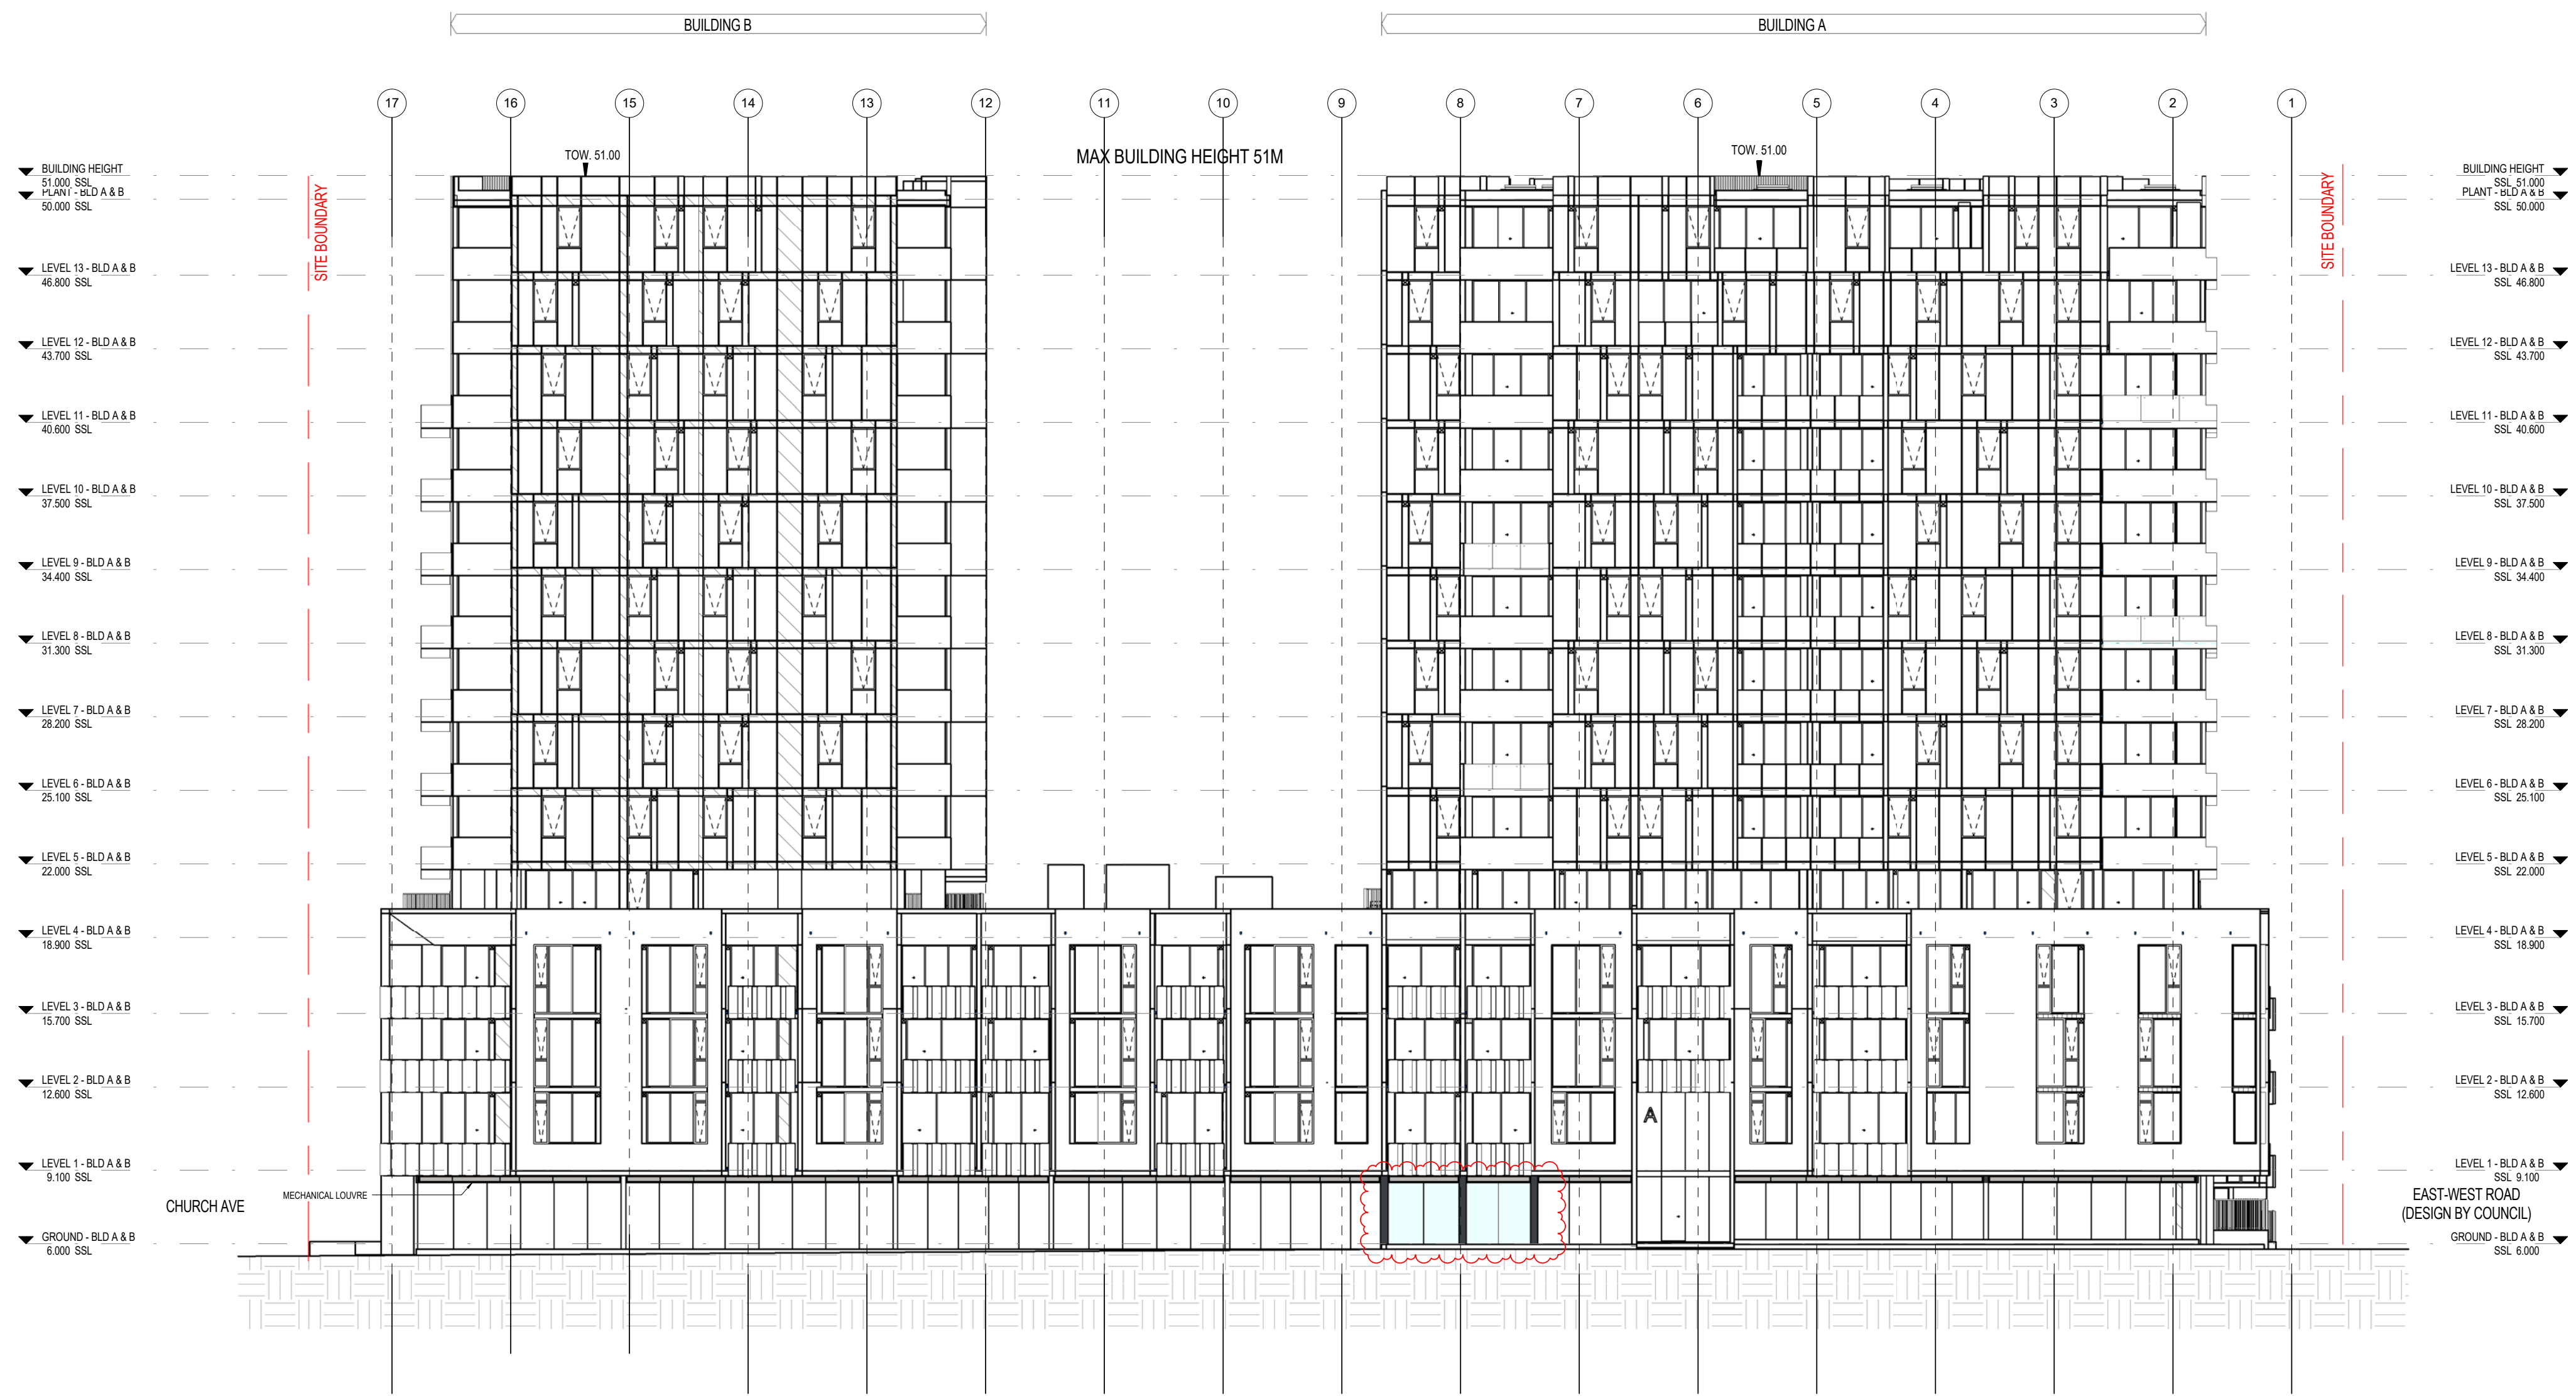 BUILDING B
BUILDING A
17 16 15 14 13 12 11 10 9 8 7 6 5 4 3 2 1
TOW. 51.00
MAX BUILDING HEIGHT 51M
TOW. 51.00
SITE BOUNDARY
SITE BOUNDARY
BUILDING HEIGHT
51.000 SSL
PLANT - BLD A & B
50.000 SSL
LEVEL 13 - BLD A & B
46.800 SSL
LEVEL 12 - BLD A & B
43.700 SSL
LEVEL 11 - BLD A & B
40.600 SSL
LEVEL 10 - BLD A & B
37.500 SSL
LEVEL 9 - BLD A & B
34.400 SSL
LEVEL 8 - BLD A & B
31.300 SSL
LEVEL 7 - BLD A & B
28.200 SSL
LEVEL 6 - BLD A & B
25.100 SSL
LEVEL 5 - BLD A & B
22.000 SSL
LEVEL 4 - BLD A & B
18.900 SSL
LEVEL 3 - BLD A & B
15.700 SSL
LEVEL 2 - BLD A & B
12.600 SSL
LEVEL 1 - BLD A & B
9.100 SSL
MECHANICAL LOUVRE
CHURCH AVE
GROUND - BLD A & B
6.000 SSL
A
BUILDING HEIGHT
SSL 51.000
PLANT - BLD A & B
SSL 50.000
LEVEL 13 - BLD A & B
SSL 46.800
LEVEL 12 - BLD A & B
SSL 43.700
LEVEL 11 - BLD A & B
SSL 40.600
LEVEL 10 - BLD A & B
SSL 37.500
LEVEL 9 - BLD A & B
SSL 34.400
LEVEL 8 - BLD A & B
SSL 31.300
LEVEL 7 - BLD A & B
SSL 28.200
LEVEL 6 - BLD A & B
SSL 25.100
LEVEL 5 - BLD A & B
SSL 22.000
LEVEL 4 - BLD A & B
SSL 18.900
LEVEL 3 - BLD A & B
SSL 15.700
LEVEL 2 - BLD A & B
SSL 12.600
LEVEL 1 - BLD A & B
SSL 9.100
EAST-WEST ROAD
(DESIGN BY COUNCIL)
GROUND - BLD A & B
SSL 6.000